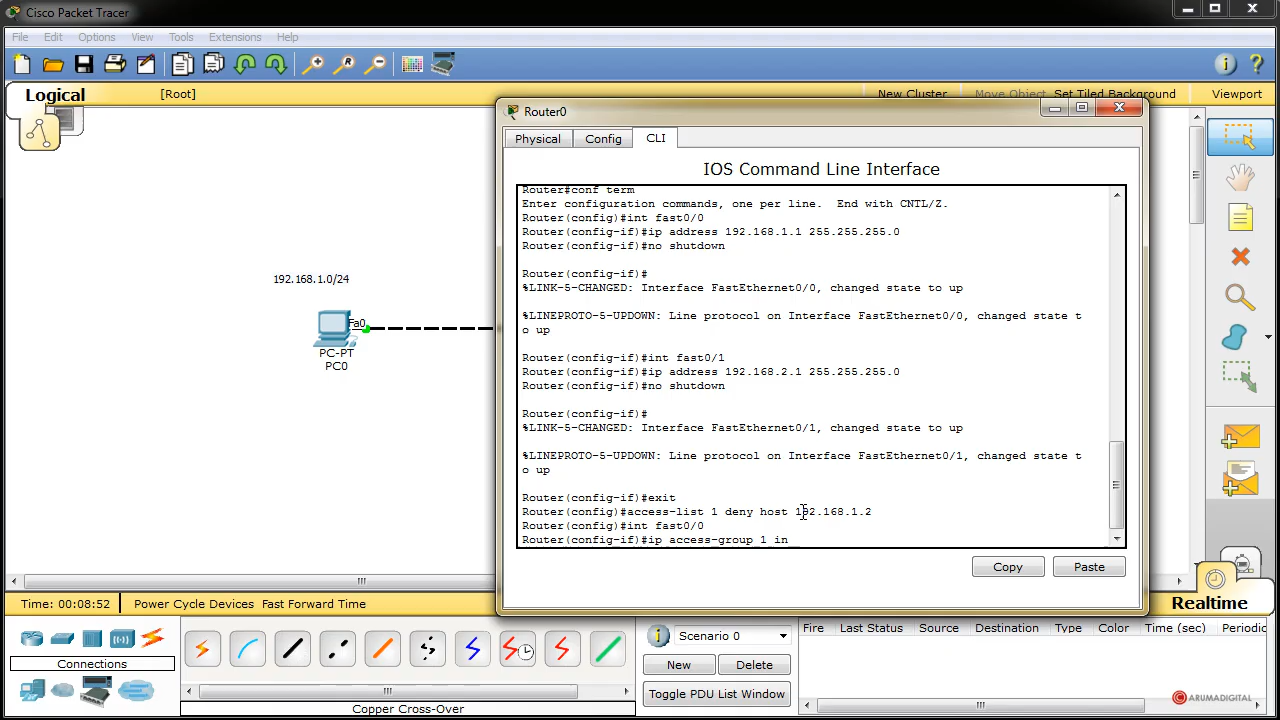 Cisco Packet Tracer
File Edit Options View Tools Extensions Help
Logical
[Root]
New Cluster
Move Object
Set Tiled Background
Viewport
192.168.1.0/24
Fa0
PC-PT
PC0
Router0
Physical
Config
CLI
IOS Command Line Interface
Router#conf term
Enter configuration commands, one per line.  End with CNTL/Z.
Router(config)#int fast0/0
Router(config-if)#ip address 192.168.1.1 255.255.255.0
Router(config-if)#no shutdown
Router(config-if)#
%LINK-5-CHANGED: Interface FastEthernet0/0, changed state to up
%LINEPROTO-5-UPDOWN: Line protocol on Interface FastEthernet0/0, changed state t
o up
Router(config-if)#int fast0/1
Router(config-if)#ip address 192.168.2.1 255.255.255.0
Router(config-if)#no shutdown
Router(config-if)#
%LINK-5-CHANGED: Interface FastEthernet0/1, changed state to up
%LINEPROTO-5-UPDOWN: Line protocol on Interface FastEthernet0/1, changed state t
o up
Router(config-if)#exit
Router(config)#access-list 1 deny host 192.168.1.2
Router(config)#int fast0/0
Router(config-if)#ip access-group 1 in
Copy
Paste
Time: 00:08:52
Power Cycle Devices
Fast Forward Time
Realtime
Connections
Copper Cross-Over
Scenario 0
New
Delete
Toggle PDU List Window
Fire Last Status Source Destination Type Color Time (sec) Periodic
CARUMADIGITAL